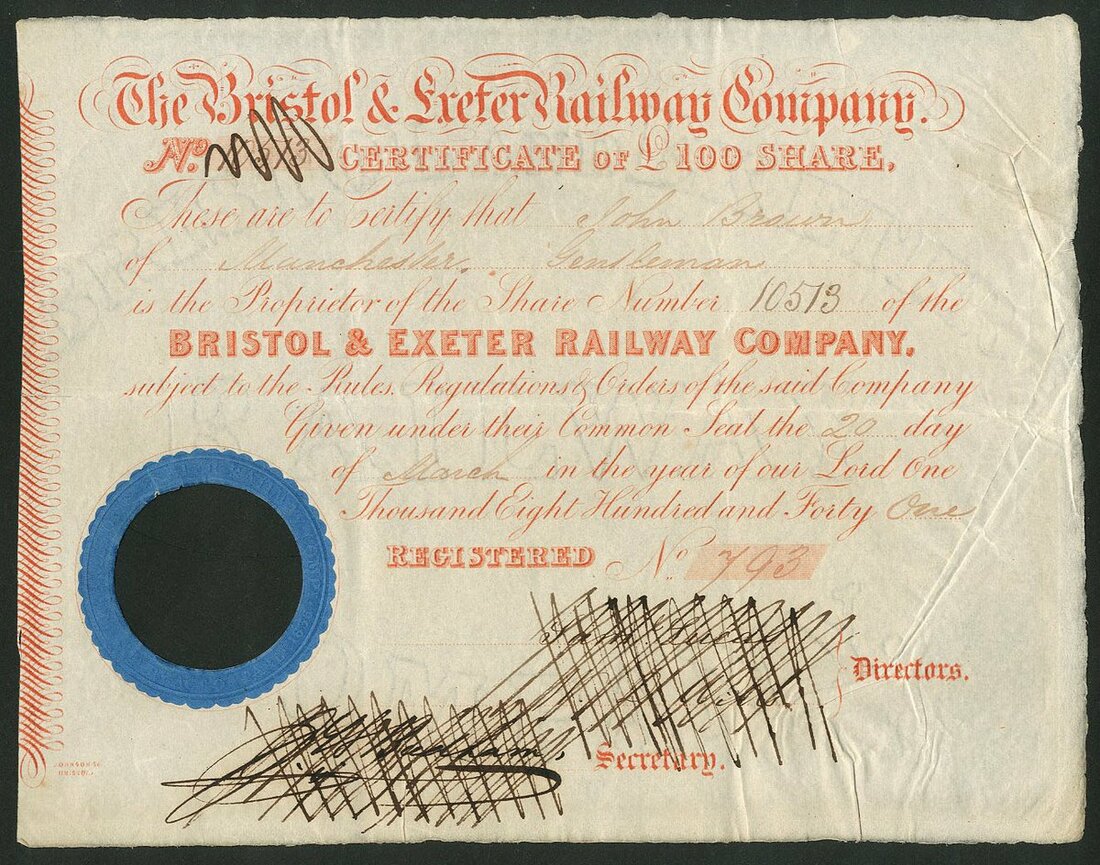 The Bristol & Exeter Railway Company.
No. CERTIFICATE OF £100 SHARE,
These are to Certify that John Brown
of Manchester. Gentleman
is the Proprietor of the Share Number 10513 of the
BRISTOL & EXETER RAILWAY COMPANY,
subject to the Rules, Regulations & Orders of the said Company
Given under their Common Seal the 20 day
of March in the year of our Lord One
Thousand Eight Hundred and Forty One
REGISTERED No 793
Directors.
Secretary.